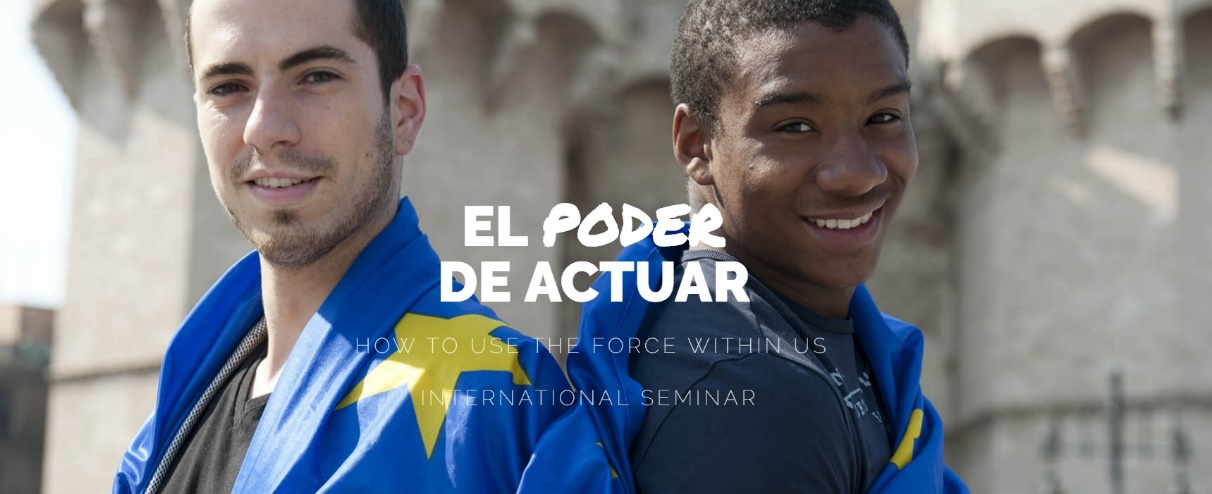 EL PODER
DE ACTUAR
HOW TO USE THE FORCE WITHIN US
INTERNATIONAL SEMINAR